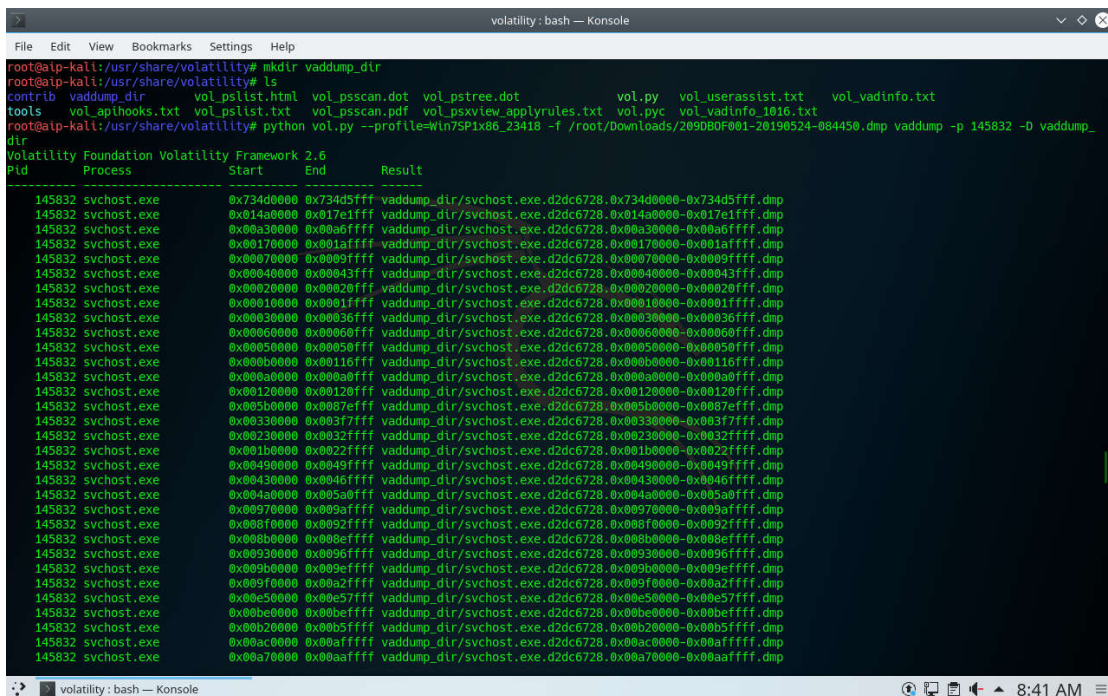 volatility : bash — Konsole
File Edit View Bookmarks Settings Help
root@aip-kali:/usr/share/volatility# mkdir vaddump_dir
root@aip-kali:/usr/share/volatility# ls
contrib vaddump_dir vol_pslist.html vol_psscan.dot vol_pstree.dot vol.py vol_userassist.txt vol_vadinfo.txt
tools vol_apihooks.txt vol_pslist.txt vol_psscan.pdf vol_psxview_applyrules.txt vol.pyc vol_vadinfo_1016.txt
root@aip-kali:/usr/share/volatility# python vol.py --profile=Win7SP1x86_23418 -f /root/Downloads/209DBOF001-20190524-084450.dmp vaddump -p 145832 -D vaddump_
dir
Volatility Foundation Volatility Framework 2.6
Pid Process Start End Result
---------- -------------------- ---------- ---------- ------
145832 svchost.exe 0x734d0000 0x734d5fff vaddump_dir/svchost.exe.d2dc6728.0x734d0000-0x734d5fff.dmp
145832 svchost.exe 0x014a0000 0x017e1fff vaddump_dir/svchost.exe.d2dc6728.0x014a0000-0x017e1fff.dmp
145832 svchost.exe 0x00a30000 0x00a6ffff vaddump_dir/svchost.exe.d2dc6728.0x00a30000-0x00a6ffff.dmp
145832 svchost.exe 0x00170000 0x001affff vaddump_dir/svchost.exe.d2dc6728.0x00170000-0x001affff.dmp
145832 svchost.exe 0x00070000 0x0009ffff vaddump_dir/svchost.exe.d2dc6728.0x00070000-0x0009ffff.dmp
145832 svchost.exe 0x00040000 0x00043fff vaddump_dir/svchost.exe.d2dc6728.0x00040000-0x00043fff.dmp
145832 svchost.exe 0x00020000 0x00020fff vaddump_dir/svchost.exe.d2dc6728.0x00020000-0x00020fff.dmp
145832 svchost.exe 0x00010000 0x0001ffff vaddump_dir/svchost.exe.d2dc6728.0x00010000-0x0001ffff.dmp
145832 svchost.exe 0x00030000 0x00036fff vaddump_dir/svchost.exe.d2dc6728.0x00030000-0x00036fff.dmp
145832 svchost.exe 0x00060000 0x00060fff vaddump_dir/svchost.exe.d2dc6728.0x00060000-0x00060fff.dmp
145832 svchost.exe 0x00050000 0x00050fff vaddump_dir/svchost.exe.d2dc6728.0x00050000-0x00050fff.dmp
145832 svchost.exe 0x000b0000 0x00116fff vaddump_dir/svchost.exe.d2dc6728.0x000b0000-0x00116fff.dmp
145832 svchost.exe 0x000a0000 0x000a0fff vaddump_dir/svchost.exe.d2dc6728.0x000a0000-0x000a0fff.dmp
145832 svchost.exe 0x00120000 0x00120fff vaddump_dir/svchost.exe.d2dc6728.0x00120000-0x00120fff.dmp
145832 svchost.exe 0x005b0000 0x0087efff vaddump_dir/svchost.exe.d2dc6728.0x005b0000-0x0087efff.dmp
145832 svchost.exe 0x00330000 0x003f7fff vaddump_dir/svchost.exe.d2dc6728.0x00330000-0x003f7fff.dmp
145832 svchost.exe 0x00230000 0x0032ffff vaddump_dir/svchost.exe.d2dc6728.0x00230000-0x0032ffff.dmp
145832 svchost.exe 0x001b0000 0x0022ffff vaddump_dir/svchost.exe.d2dc6728.0x001b0000-0x0022ffff.dmp
145832 svchost.exe 0x00490000 0x0049ffff vaddump_dir/svchost.exe.d2dc6728.0x00490000-0x0049ffff.dmp
145832 svchost.exe 0x00430000 0x0046ffff vaddump_dir/svchost.exe.d2dc6728.0x00430000-0x0046ffff.dmp
145832 svchost.exe 0x004a0000 0x005a0fff vaddump_dir/svchost.exe.d2dc6728.0x004a0000-0x005a0fff.dmp
145832 svchost.exe 0x00970000 0x009affff vaddump_dir/svchost.exe.d2dc6728.0x00970000-0x009affff.dmp
145832 svchost.exe 0x008f0000 0x0092ffff vaddump_dir/svchost.exe.d2dc6728.0x008f0000-0x0092ffff.dmp
145832 svchost.exe 0x008b0000 0x008effff vaddump_dir/svchost.exe.d2dc6728.0x008b0000-0x008effff.dmp
145832 svchost.exe 0x00930000 0x0096ffff vaddump_dir/svchost.exe.d2dc6728.0x00930000-0x0096ffff.dmp
145832 svchost.exe 0x009b0000 0x009effff vaddump_dir/svchost.exe.d2dc6728.0x009b0000-0x009effff.dmp
145832 svchost.exe 0x009f0000 0x00a2ffff vaddump_dir/svchost.exe.d2dc6728.0x009f0000-0x00a2ffff.dmp
145832 svchost.exe 0x00e50000 0x00e57fff vaddump_dir/svchost.exe.d2dc6728.0x00e50000-0x00e57fff.dmp
145832 svchost.exe 0x00be0000 0x00beffff vaddump_dir/svchost.exe.d2dc6728.0x00be0000-0x00beffff.dmp
145832 svchost.exe 0x00b20000 0x00b5ffff vaddump_dir/svchost.exe.d2dc6728.0x00b20000-0x00b5ffff.dmp
145832 svchost.exe 0x00ac0000 0x00afffff vaddump_dir/svchost.exe.d2dc6728.0x00ac0000-0x00afffff.dmp
145832 svchost.exe 0x00a70000 0x00aaffff vaddump_dir/svchost.exe.d2dc6728.0x00a70000-0x00aaffff.dmp
volatility : bash — Konsole 8:41 AM